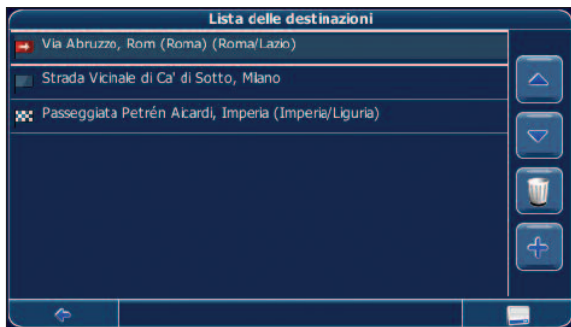 Lista delle destinazioni
Via Abruzzo, Rom (Roma) (Roma/Lazio)
Strada Vicinale di Ca' di Sotto, Milano
Passeggiata Petrén Aicardi, Imperia (Imperia/Liguria)